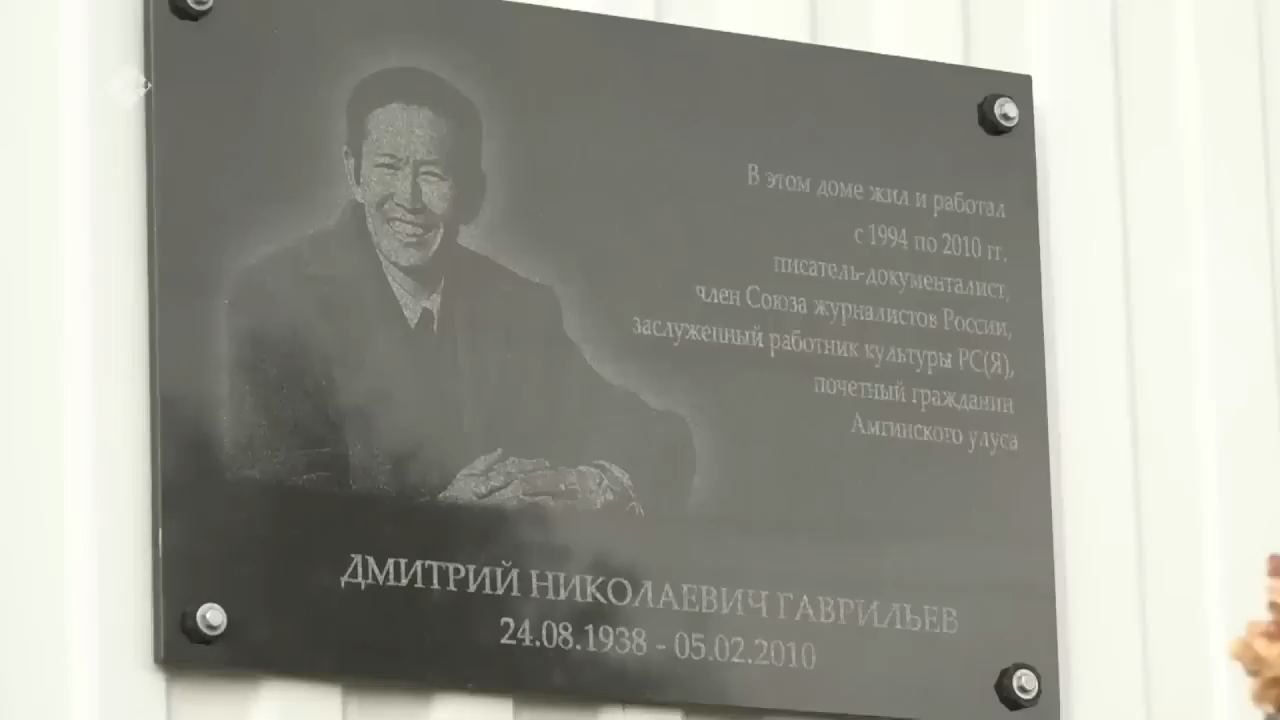 В этом доме жил и работал
с 1994 по 2010 гг.
писатель-документалист,
член Союза журналистов России,
заслуженный работник культуры РС(Я),
почетный гражданин
Амгинского улуса
ДМИТРИЙ НИКОЛАЕВИЧ ГАВРИЛЬЕВ
24.08.1938 - 05.02.2010